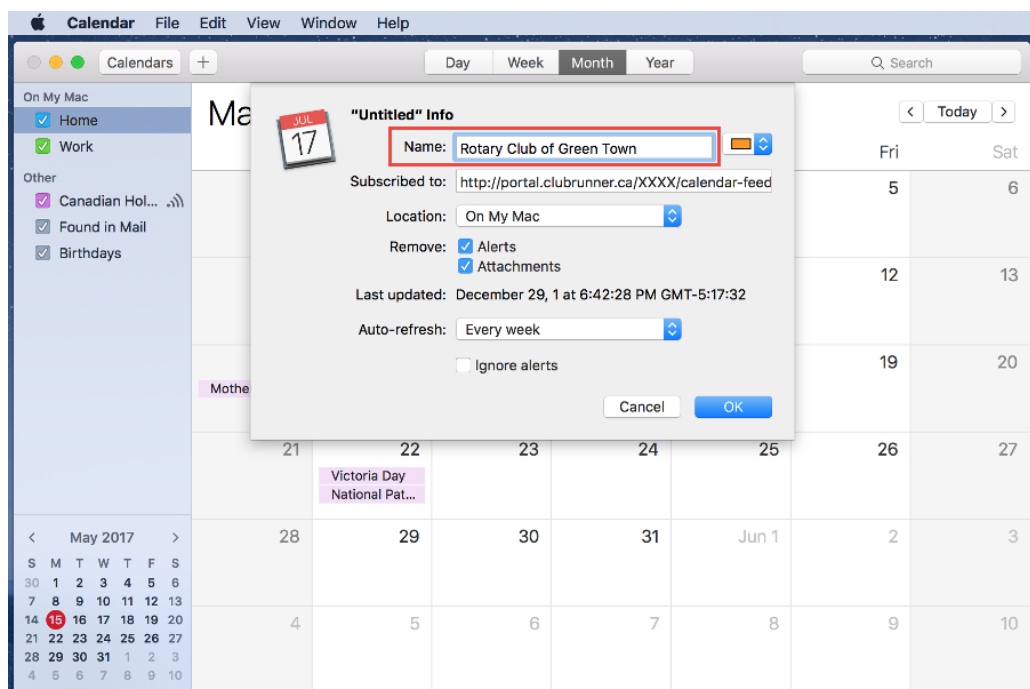 Calendar File Edit View Window Help
Calendars + Day Week Month Year Search
On My Mac
Home
Work
Other
Canadian Hol...
Found in Mail
Birthdays
Ma
< Today >
Fri Sat
JUL
17
"Untitled" Info
Name: Rotary Club of Green Town
Subscribed to: http://portal.clubrunner.ca/XXXX/calendar-feed
Location: On My Mac
Remove: Alerts
Attachments
Last updated: December 29, 1 at 6:42:28 PM GMT-5:17:32
Auto-refresh: Every week
Ignore alerts
Cancel OK
5 6
12 13
19 20
Mothe
21 22 23 24 25 26 27
Victoria Day
National Pat...
28 29 30 31 Jun 1 2 3
4 5 6 7 8 9 10
< May 2017 >
S M T W T F S
30 1 2 3 4 5 6
7 8 9 10 11 12 13
14 15 16 17 18 19 20
21 22 23 24 25 26 27
28 29 30 31 1 2 3
4 5 6 7 8 9 10